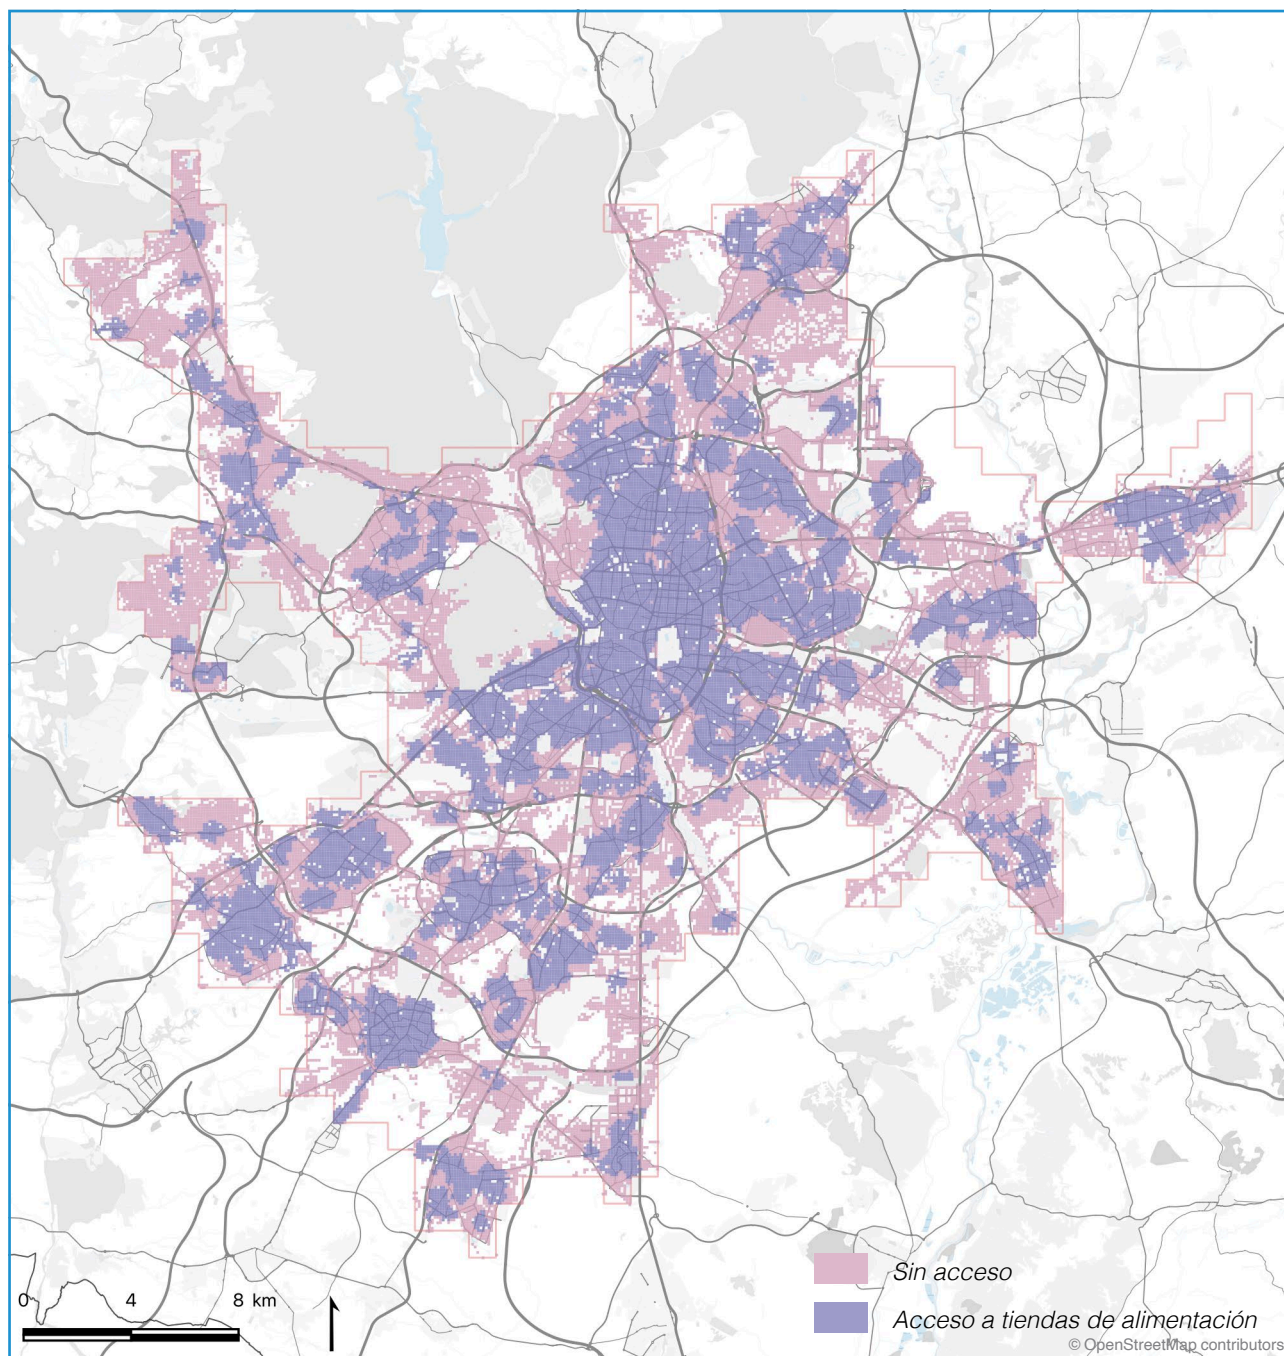 Sin acceso
Acceso a tiendas de alimentación
0 4 8 km
© OpenStreetMap contributors